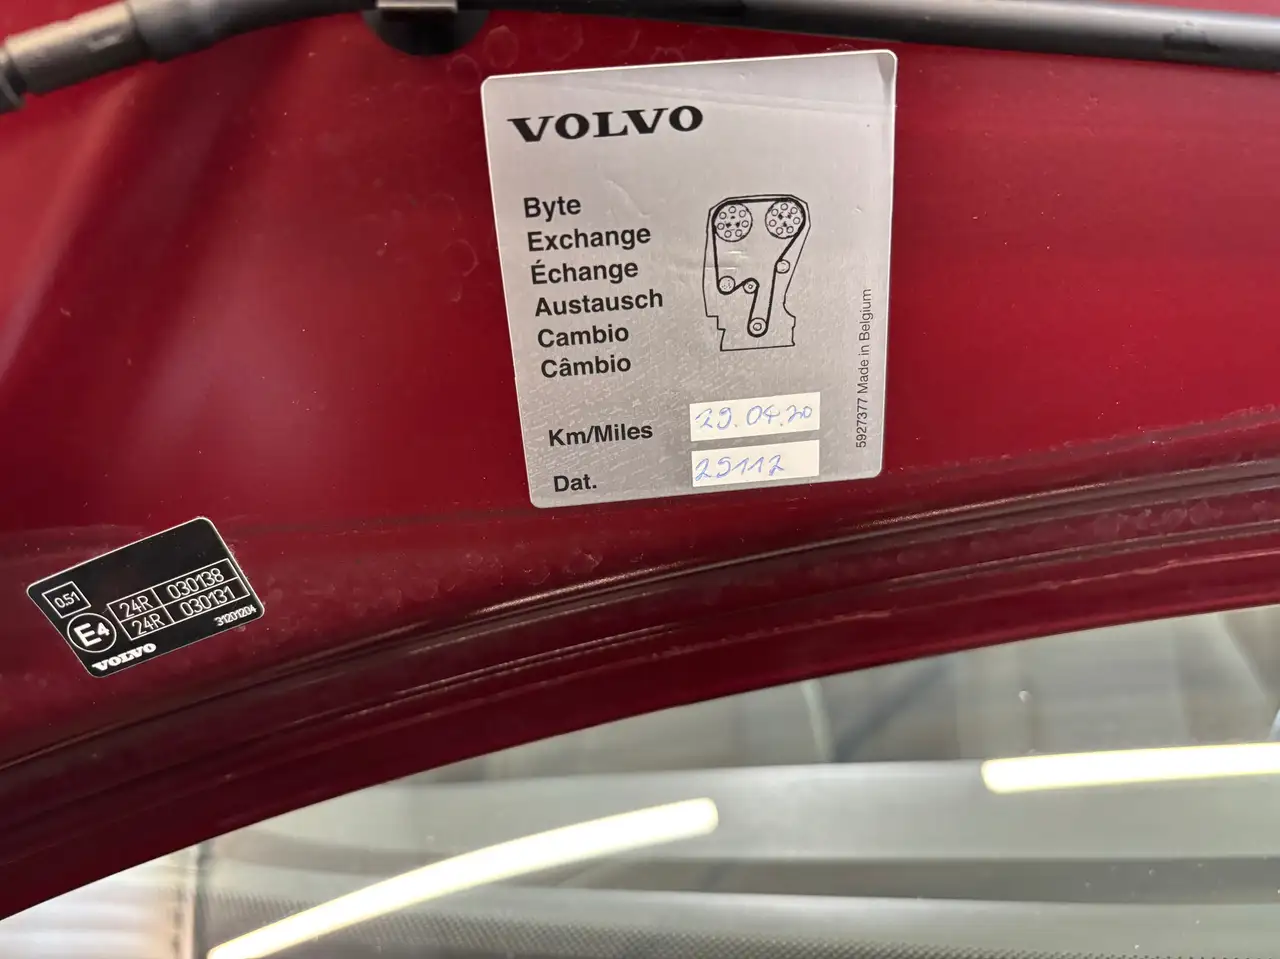 VOLVO
Byte
Exchange
Échange
Austausch
Cambio
Câmbio
Km/Miles 29.04.20
Dat. 29112
5927377 Made in Belgium
0.51
E4
24R 030138
24R 030131
31201204
VOLVO